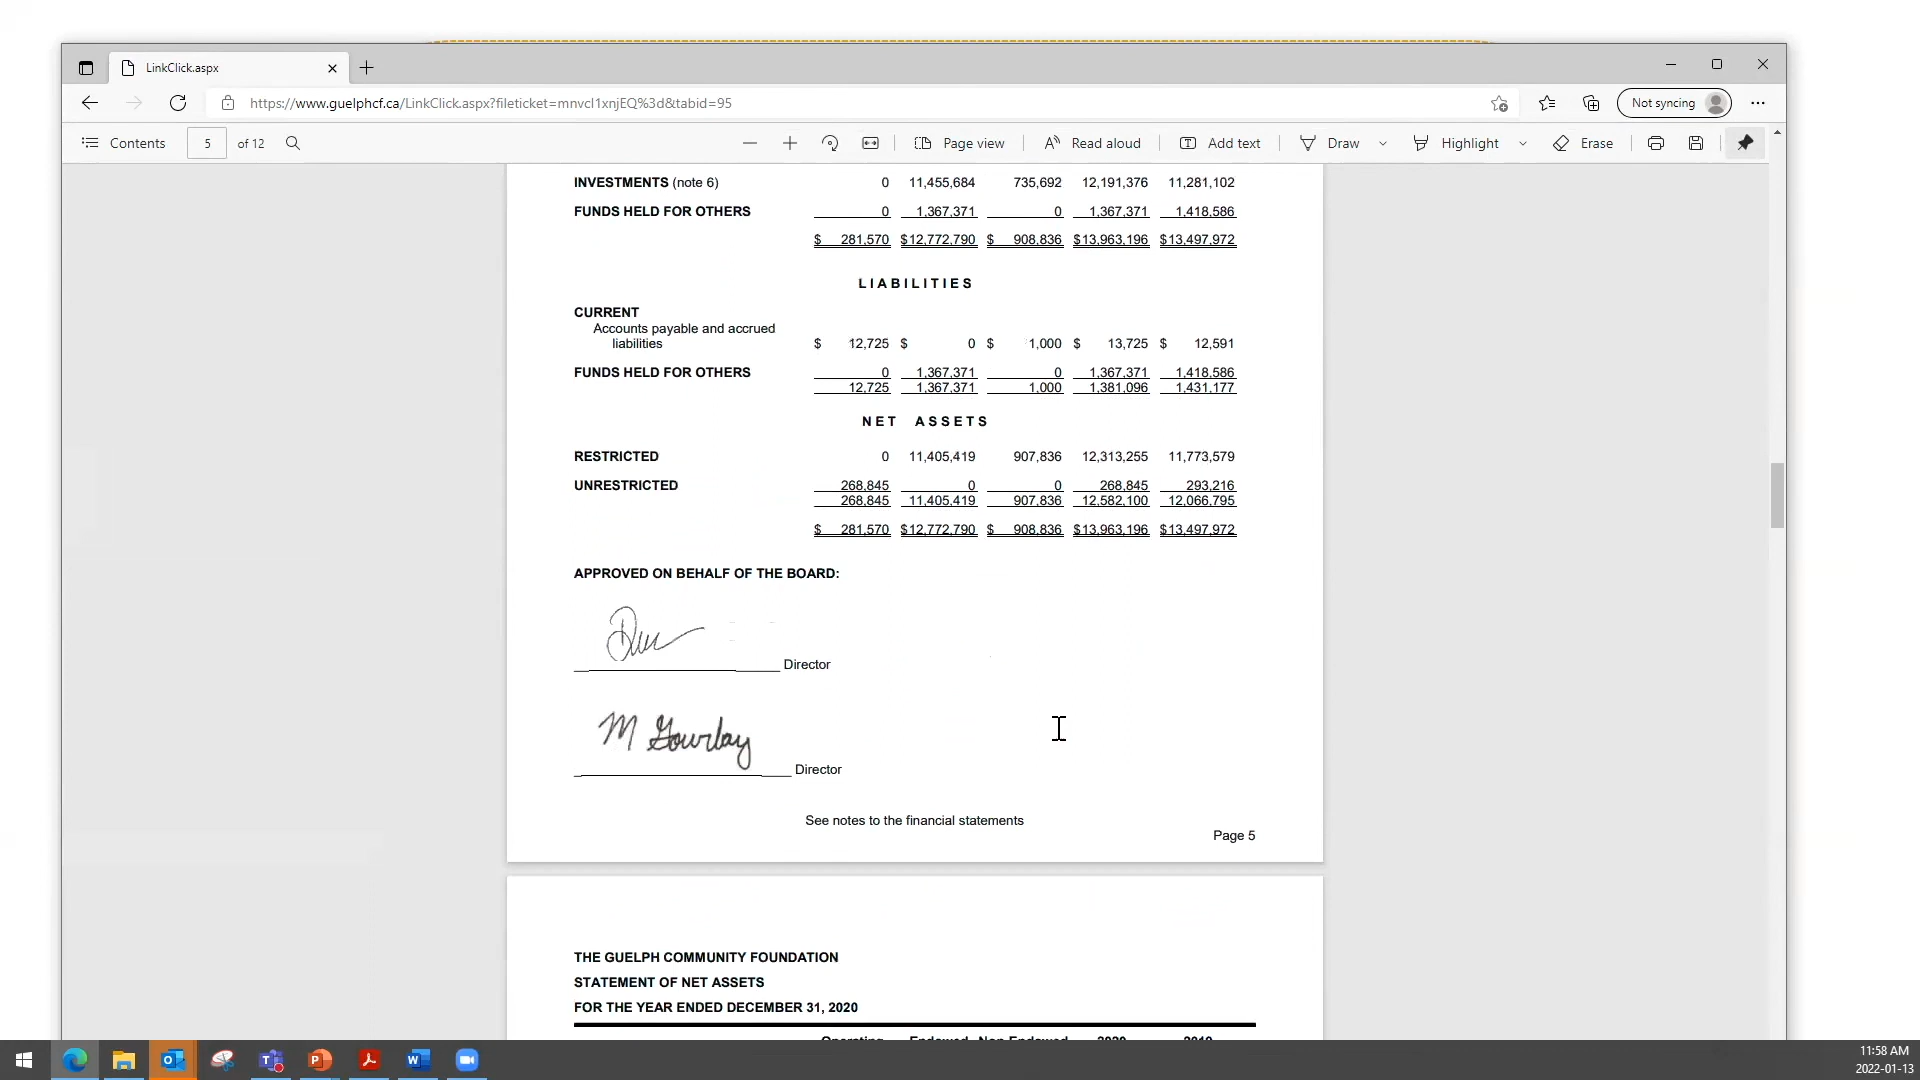 LinkClick.aspx
https://www.guelphcf.ca/LinkClick.aspx?fileticket=mnvcl1xnjEQ%3d&tabid=95
Not syncing
Contents 5 of 12 Page view Read aloud Add text Draw Highlight Erase
INVESTMENTS (note 6) 0 11,455,684 735,692 12,191,376 11,281,102
FUNDS HELD FOR OTHERS 0 1,367,371 0 1,367,371 1,418,586
$ 281,570 $12,772,790 $ 908,836 $13,963,196 $13,497,972
LIABILITIES
CURRENT
Accounts payable and accrued
liabilities $ 12,725 $ 0 $ 1,000 $ 13,725 $ 12,591
FUNDS HELD FOR OTHERS 0 1,367,371 0 1,367,371 1,418,586
12,725 1,367,371 1,000 1,381,096 1,431,177
NET ASSETS
RESTRICTED 0 11,405,419 907,836 12,313,255 11,773,579
UNRESTRICTED 268,845 0 0 268,845 293,216
268,845 11,405,419 907,836 12,582,100 12,066,795
$ 281,570 $12,772,790 $ 908,836 $13,963,196 $13,497,972
APPROVED ON BEHALF OF THE BOARD:
Director
M Gourlay
Director
See notes to the financial statements
Page 5
THE GUELPH COMMUNITY FOUNDATION
STATEMENT OF NET ASSETS
FOR THE YEAR ENDED DECEMBER 31, 2020
Operating Endowed Non-Endowed 2020 2019
11:58 AM
2022-01-13